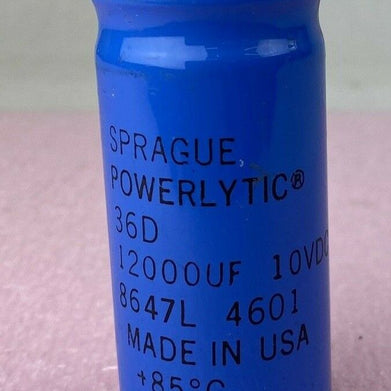 SPRAGUE
POWERLYTIC®
36D
12000UF 10VDC
8647L 4601
MADE IN USA
+85°C